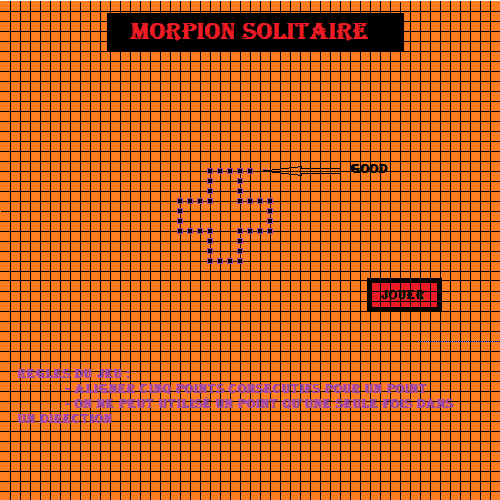 MORPION SOLITAIRE
GOOD
JOUER
REGLES DU JEU :
- ALIGNER CINQ POINTS CONSECUTIFS POUR UN POINT
- ON NE PEUT UTILISE UN POINT QU'UNE SEULE FOIS DANS
UN DIRECTION